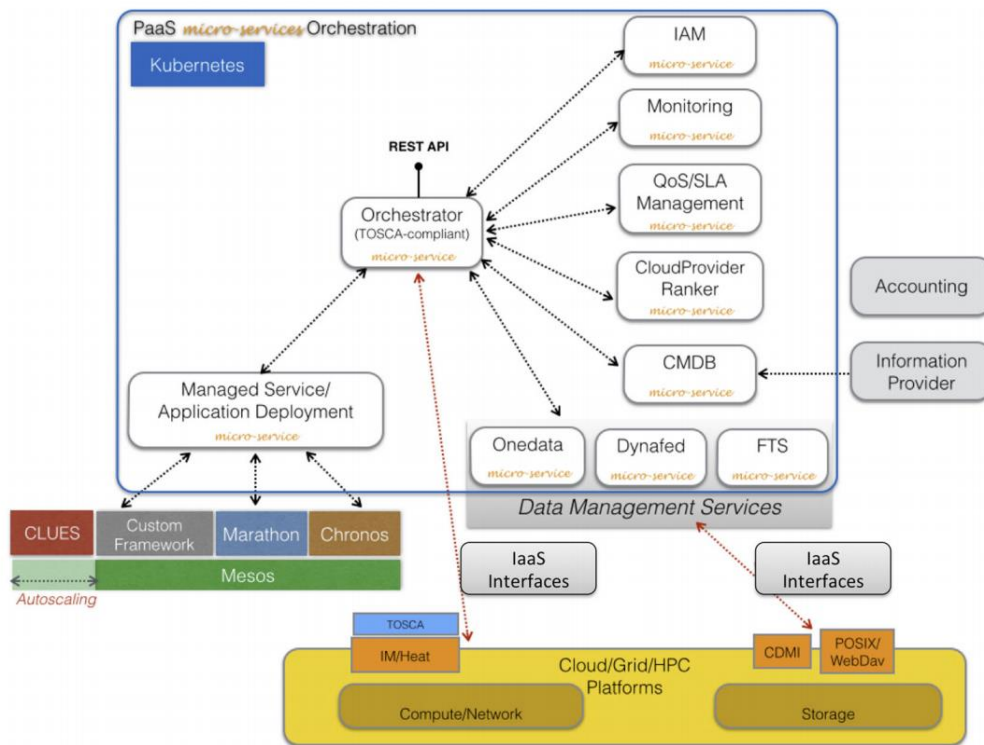 PaaS micro-services Orchestration
Kubernetes
IAM
micro-service
Monitoring
micro-service
REST API
QoS/SLA
Management
micro-service
Orchestrator
(TOSCA-compliant)
micro-service
CloudProvider
Ranker
micro-service
Accounting
CMDB
micro-service
Information
Provider
Managed Service/
Application Deployment
micro-service
Onedata
micro-service
Dynafed
micro-service
FTS
micro-service
Data Management Services
CLUES
Custom
Framework
Marathon
Chronos
Mesos
Autoscaling
IaaS
Interfaces
IaaS
Interfaces
TOSCA
IM/Heat
CDMI
POSIX/
WebDav
Cloud/Grid/HPC
Platforms
Compute/Network
Storage